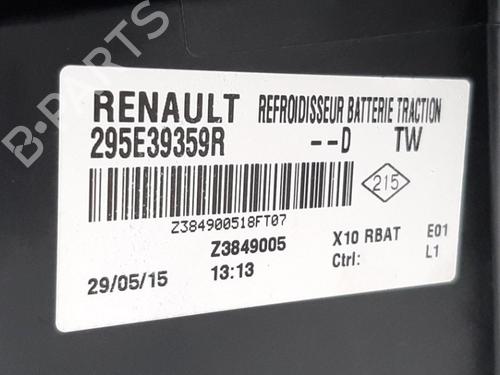 B-PARTS
RENAULT REFROIDISSEUR BATTERIE TRACTION
295E39359R --D TW
215
Z384900518FT07
Z3849005 X10 RBAT E01
29/05/15 13:13 Ctrl: L1